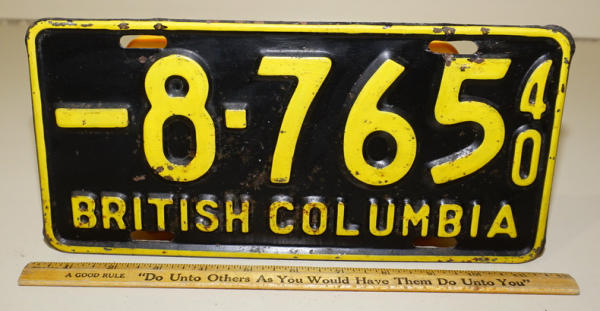 -8-765 40
BRITISH COLUMBIA
A GOOD RULE "Do Unto Others As You Would Have Them Do Unto You"